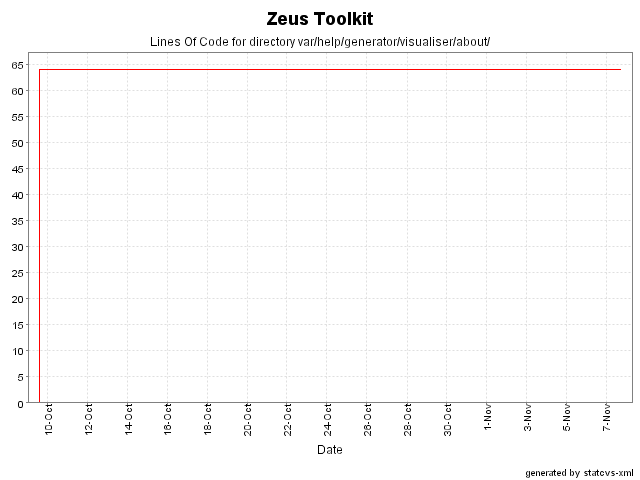 Zeus Toolkit
Lines Of Code for directory var/help/generator/visualiser/about/
65
60
55
50
45
40
35
30
25
20
15
10
5
0
10-Oct
12-Oct
14-Oct
16-Oct
18-Oct
20-Oct
22-Oct
24-Oct
26-Oct
28-Oct
30-Oct
1-Nov
3-Nov
5-Nov
7-Nov
Date
generated by statcvs-xml